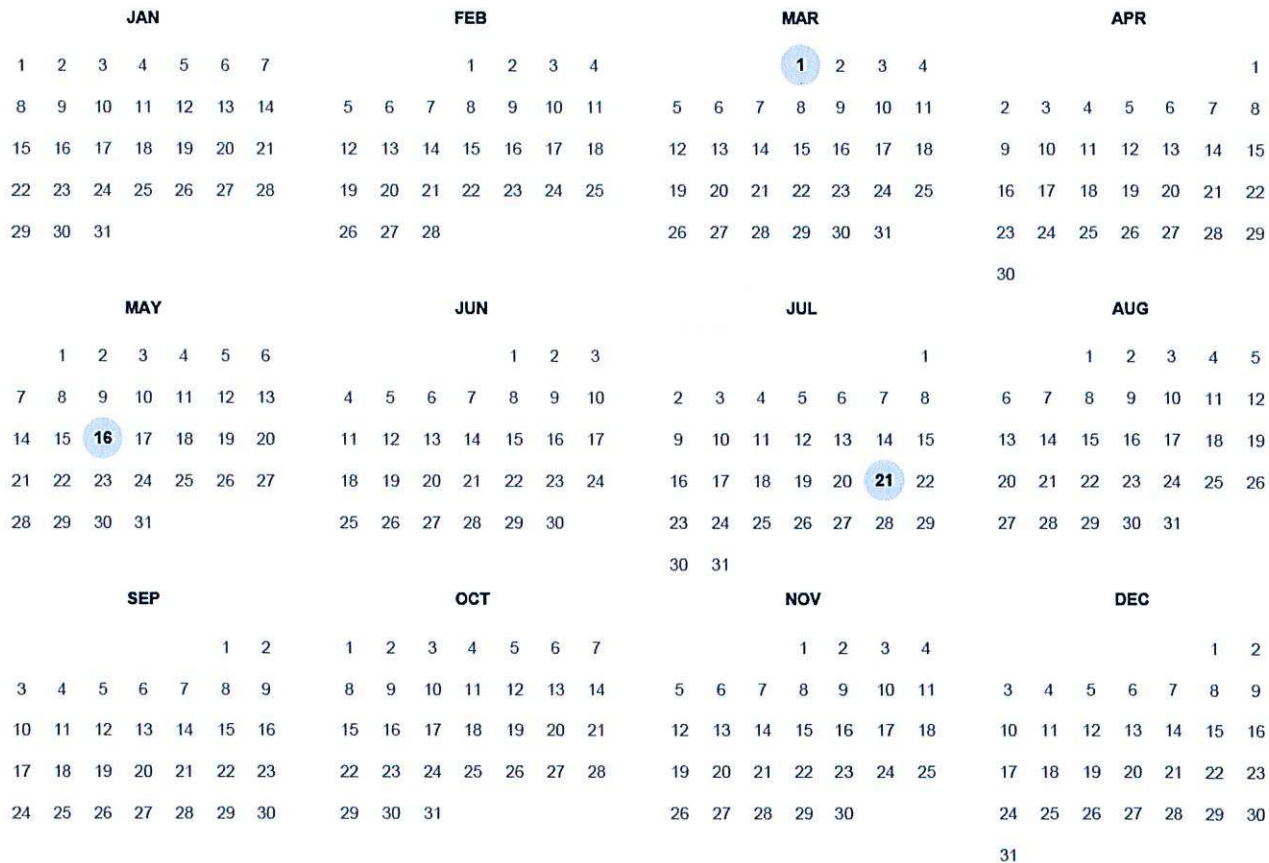 JAN FEB MAR APR
1 2 3 4 5 6 7 1 2 3 4 1 2 3 4 1
8 9 10 11 12 13 14 5 6 7 8 9 10 11 5 6 7 8 9 10 11 2 3 4 5 6 7 8
15 16 17 18 19 20 21 12 13 14 15 16 17 18 12 13 14 15 16 17 18 9 10 11 12 13 14 15
22 23 24 25 26 27 28 19 20 21 22 23 24 25 19 20 21 22 23 24 25 16 17 18 19 20 21 22
29 30 31 26 27 28 26 27 28 29 30 31 23 24 25 26 27 28 29
30
MAY JUN JUL AUG
1 2 3 4 5 6 1 2 3 1 1 2 3 4 5
7 8 9 10 11 12 13 4 5 6 7 8 9 10 2 3 4 5 6 7 8 6 7 8 9 10 11 12
14 15 16 17 18 19 20 11 12 13 14 15 16 17 9 10 11 12 13 14 15 13 14 15 16 17 18 19
21 22 23 24 25 26 27 18 19 20 21 22 23 24 16 17 18 19 20 21 22 20 21 22 23 24 25 26
28 29 30 31 25 26 27 28 29 30 23 24 25 26 27 28 29 27 28 29 30 31
30 31
SEP OCT NOV DEC
1 2 1 2 3 4 5 6 7 1 2 3 4 1 2
3 4 5 6 7 8 9 8 9 10 11 12 13 14 5 6 7 8 9 10 11 3 4 5 6 7 8 9
10 11 12 13 14 15 16 15 16 17 18 19 20 21 12 13 14 15 16 17 18 10 11 12 13 14 15 16
17 18 19 20 21 22 23 22 23 24 25 26 27 28 19 20 21 22 23 24 25 17 18 19 20 21 22 23
24 25 26 27 28 29 30 29 30 31 26 27 28 29 30 24 25 26 27 28 29 30
31